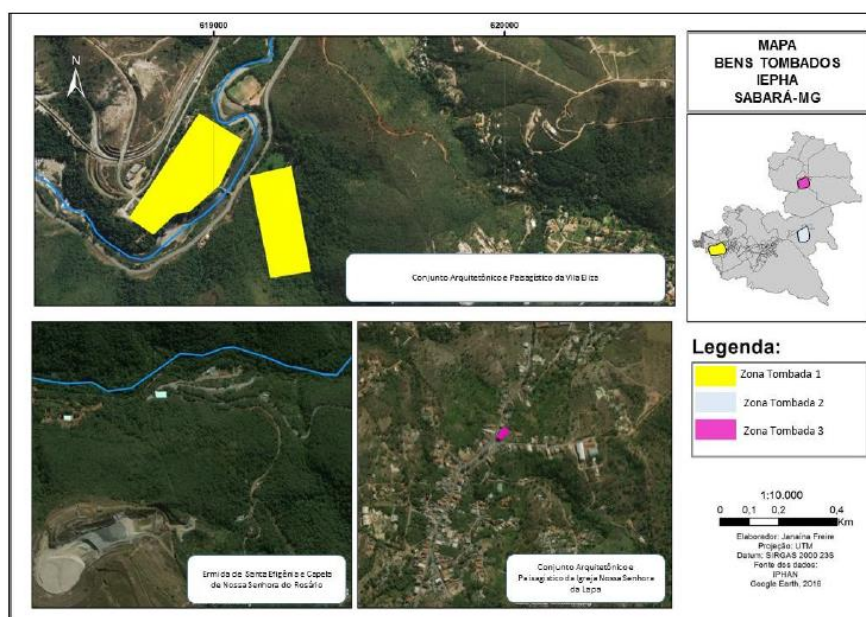 619000
620000
N
MAPA
BENS TOMBADOS
IEPHA
SABARÁ-MG
Conjunto Arquitetônico e Paisagístico da Vila Eliza
Legenda:
Zona Tombada 1
Zona Tombada 2
Zona Tombada 3
Ermida de Santa Efigênia e Capela
de Nossa Senhora do Rosário
Conjunto Arquitetônico e
Paisagístico da Igreja Nossa Senhora
da Lapa
1:10.000
0 0,1 0,2 0,4
Km
Elaborador: Janaína Freire
Projeção: UTM
Datum: SIRGAS 2000 23S
Fonte dos dados:
IPHAN
Google Earth, 2016